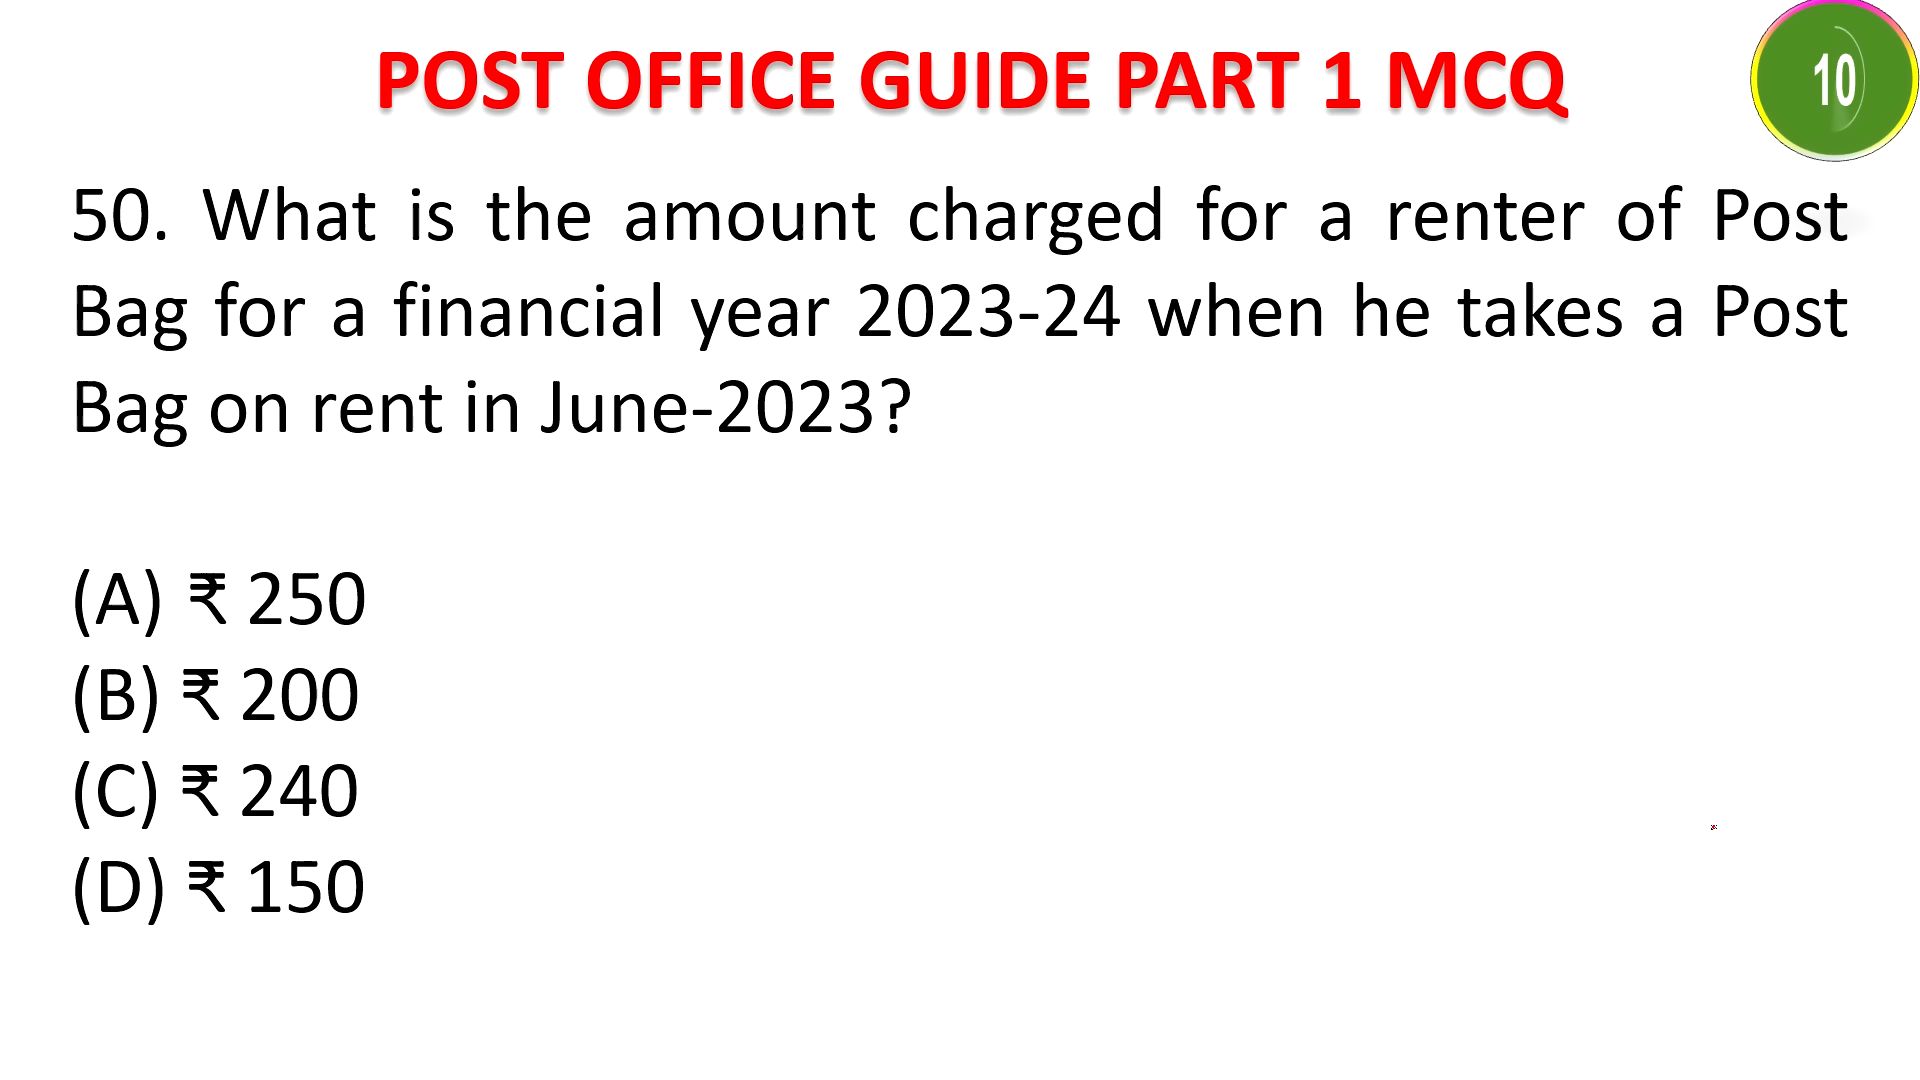 POST OFFICE GUIDE PART 1 MCQ
10
50. What is the amount charged for a renter of Post
Bag for a financial year 2023-24 when he takes a Post
Bag on rent in June-2023?
(A) ₹ 250
(B) ₹ 200
(C) ₹ 240
(D) ₹ 150